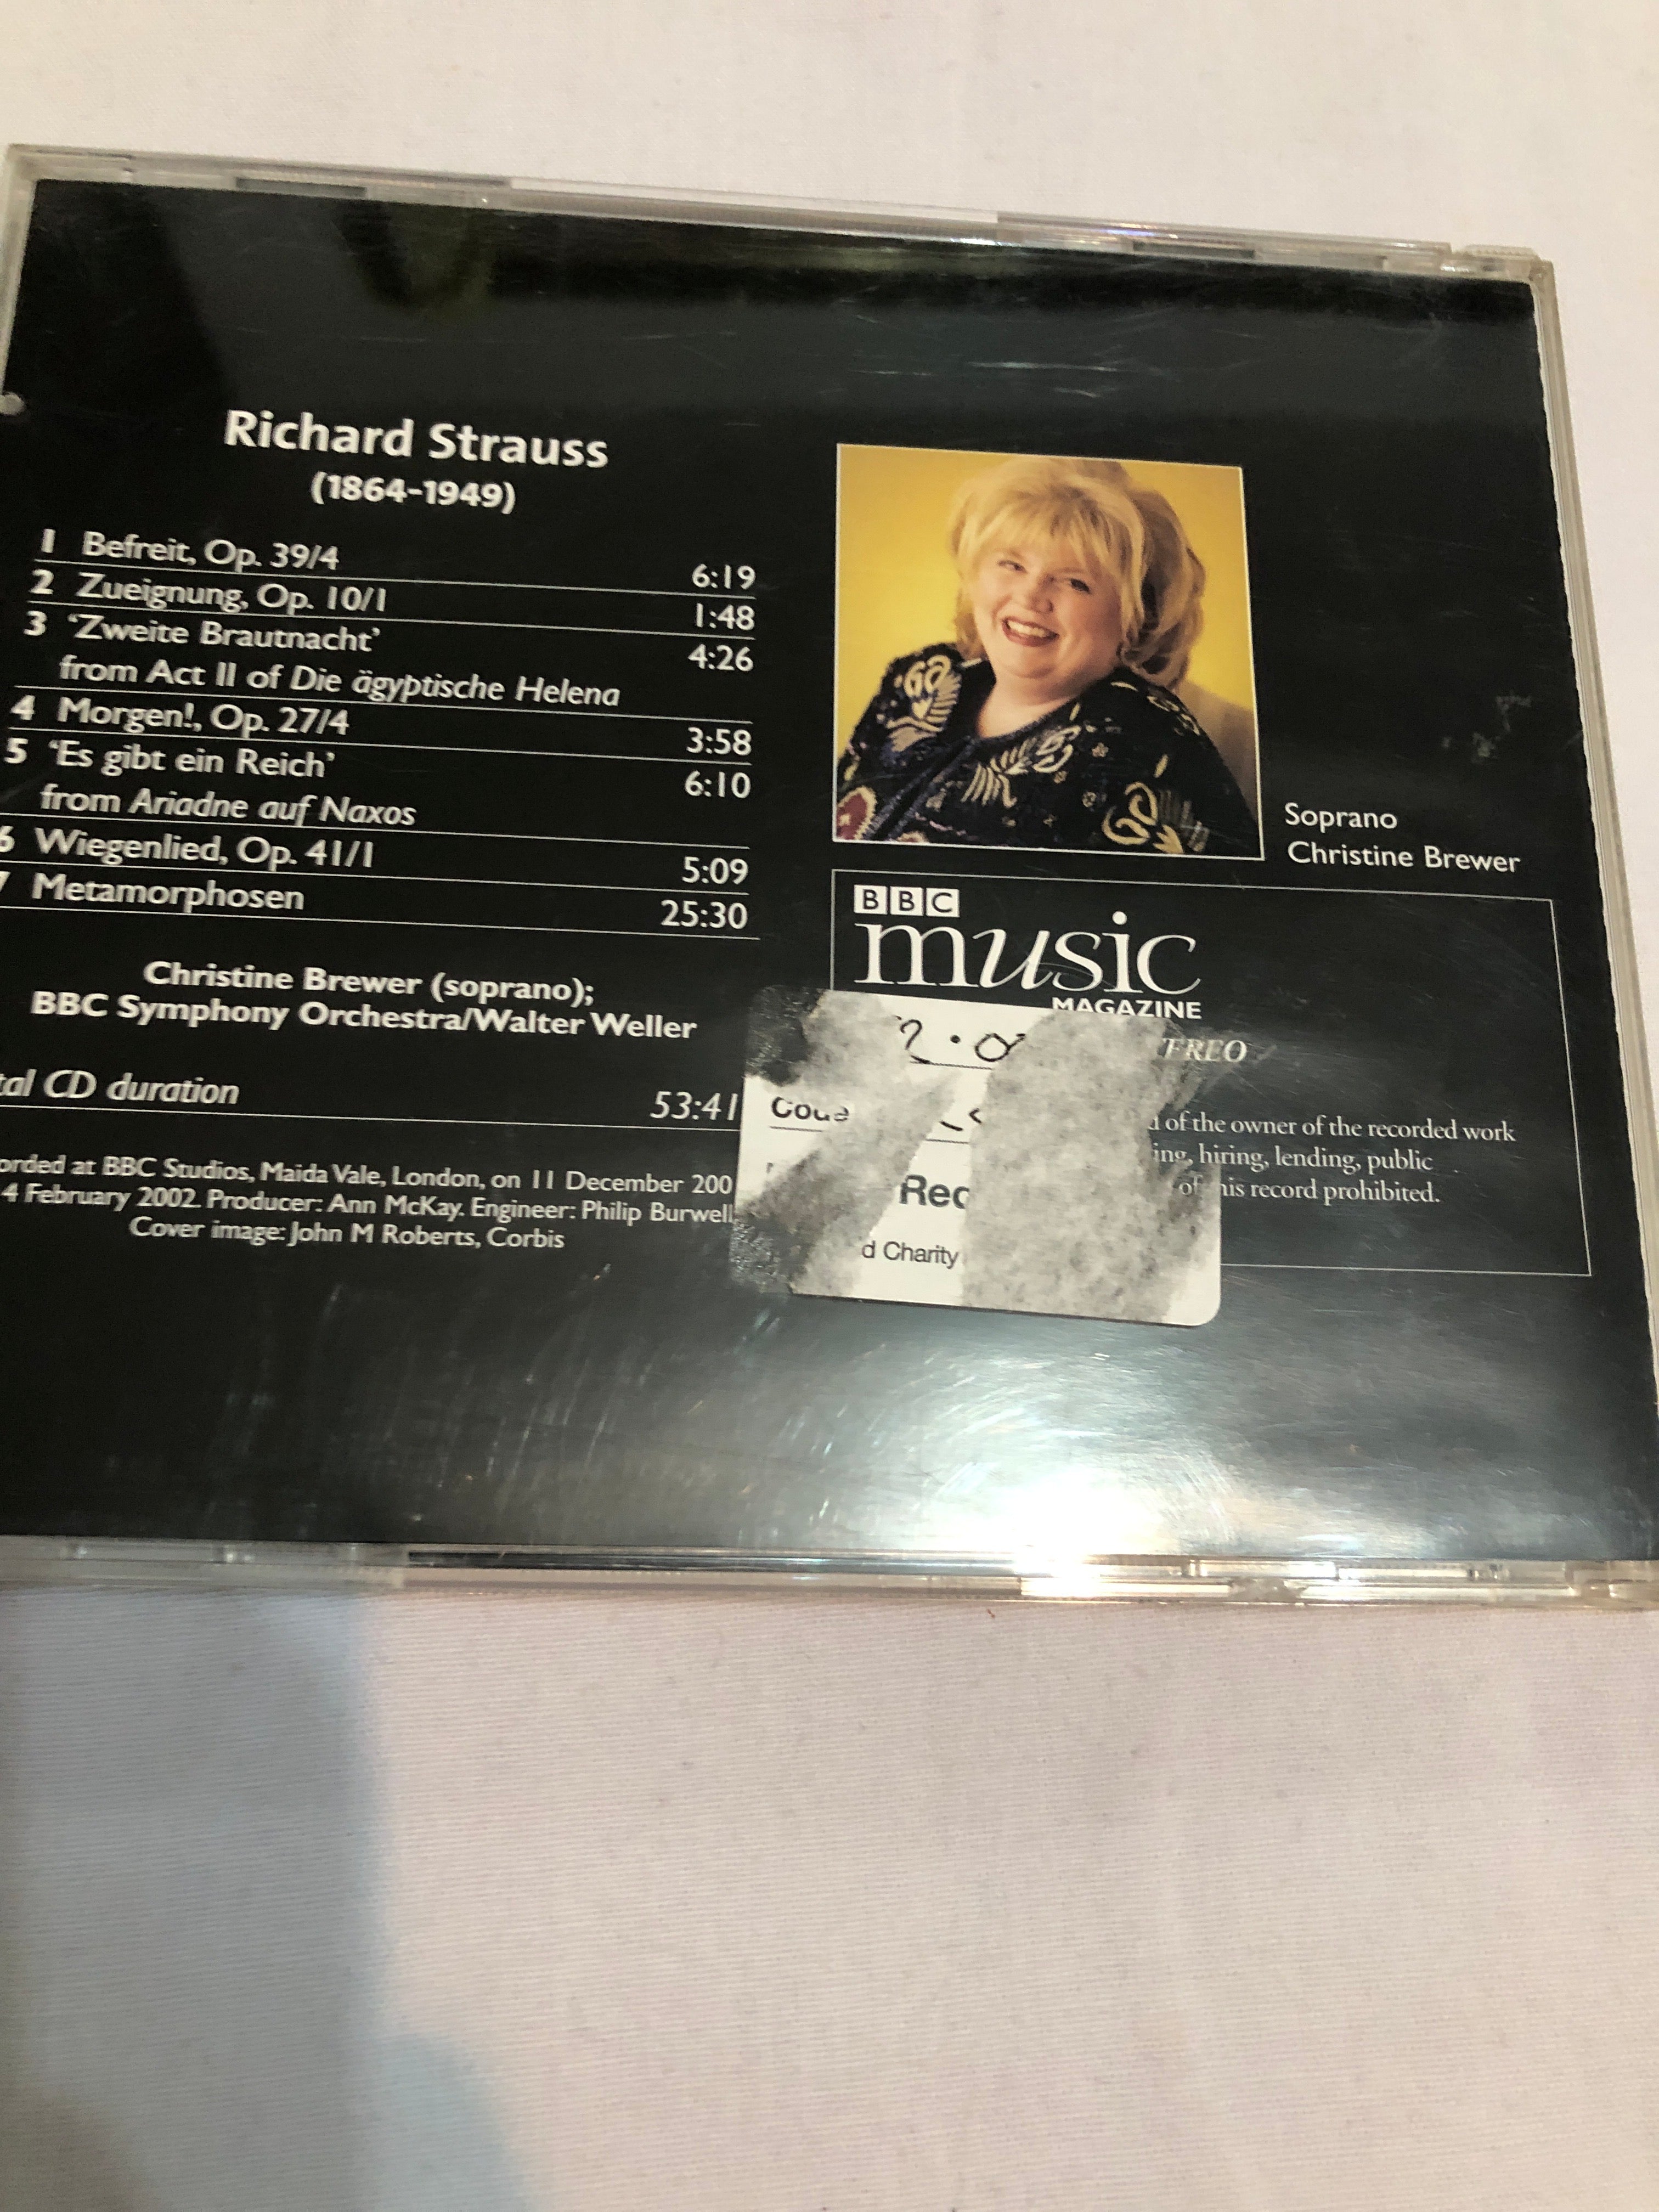 Richard Strauss
(1864-1949)
1 Befreit, Op. 39/4 6:19
2 Zueignung, Op. 10/1 1:48
3 ‘Zweite Brautnacht’ 4:26
from Act II of Die ägyptische Helena
4 Morgen!, Op. 27/4 3:58
5 ‘Es gibt ein Reich’ 6:10
from Ariadne auf Naxos
6 Wiegenlied, Op. 41/1 5:09
7 Metamorphosen 25:30
Christine Brewer (soprano);
BBC Symphony Orchestra/Walter Weller
tal CD duration 53:41
orded at BBC Studios, Maida Vale, London, on 11 December 200
4 February 2002. Producer: Ann McKay. Engineer: Philip Burwell
Cover image: John M Roberts, Corbis
Soprano
Christine Brewer
BBC
music
MAGAZINE
of the owner of the recorded work
ing, hiring, lending, public
of his record prohibited.
Rec
d Charity